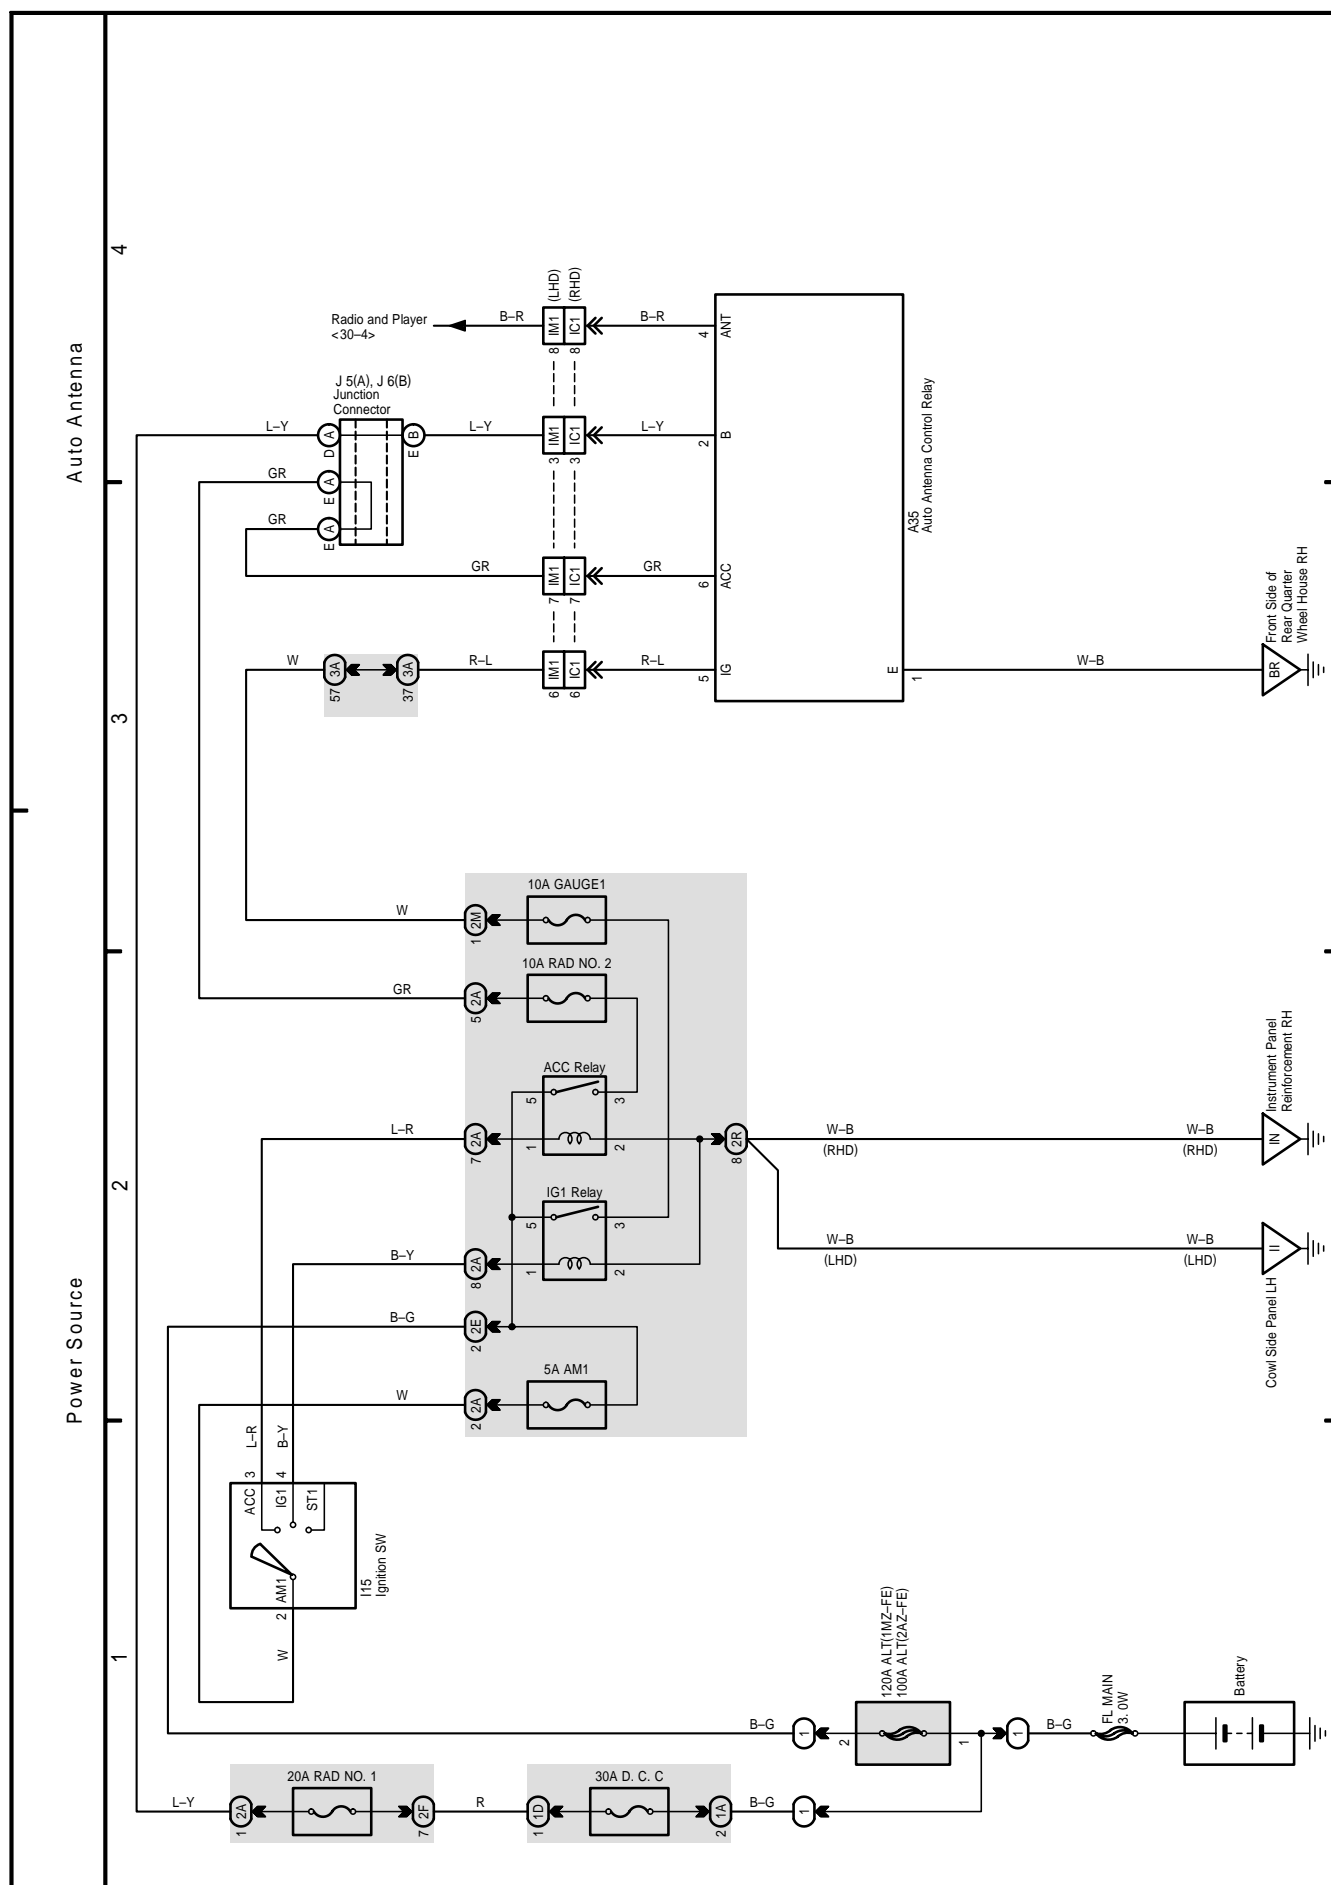 Power Source
Auto Antenna
1
2
3
4
Radio and Player
<30–4>
B–R
8 IM1 (LHD)
8 IC1 (RHD)
B–R
4 ANT
J 5(A), J 6(B)
Junction
Connector
L–Y
D A
E B
L–Y
3 IM1
3 IC1
L–Y
2 B
GR
E A
GR
E A
GR
7 IM1
7 IC1
GR
6 ACC
W
57 3A
37 3A
R–L
6 IM1
6 IC1
R–L
5 IG
E
1
A35
Auto Antenna Control Relay
W–B
BR
Front Side of
Rear Quarter
Wheel House RH
10A GAUGE1
W
1 2M
10A RAD NO. 2
GR
5 2A
ACC Relay
5
3
L–R
7 2A
1
2
8 2R
W–B
(RHD)
W–B
(RHD)
IN
Instrument Panel
Reinforcement RH
IG1 Relay
5
3
B–Y
8 2A
1
2
W–B
(LHD)
W–B
(LHD)
II
Cowl Side Panel LH
B–G
2 2E
5A AM1
W
2 2A
L–R
B–Y
3
4
ACC
IG1
ST1
AM1
2
W
I15
Ignition SW
120A ALT(1MZ–FE)
100A ALT(2AZ–FE)
B–G
1
2
1
1
B–G
FL MAIN
3. 0W
Battery
20A RAD NO. 1
L–Y
1 2A
7 2F
R
30A D. C. C
1 1D
2 1A
B–G
1